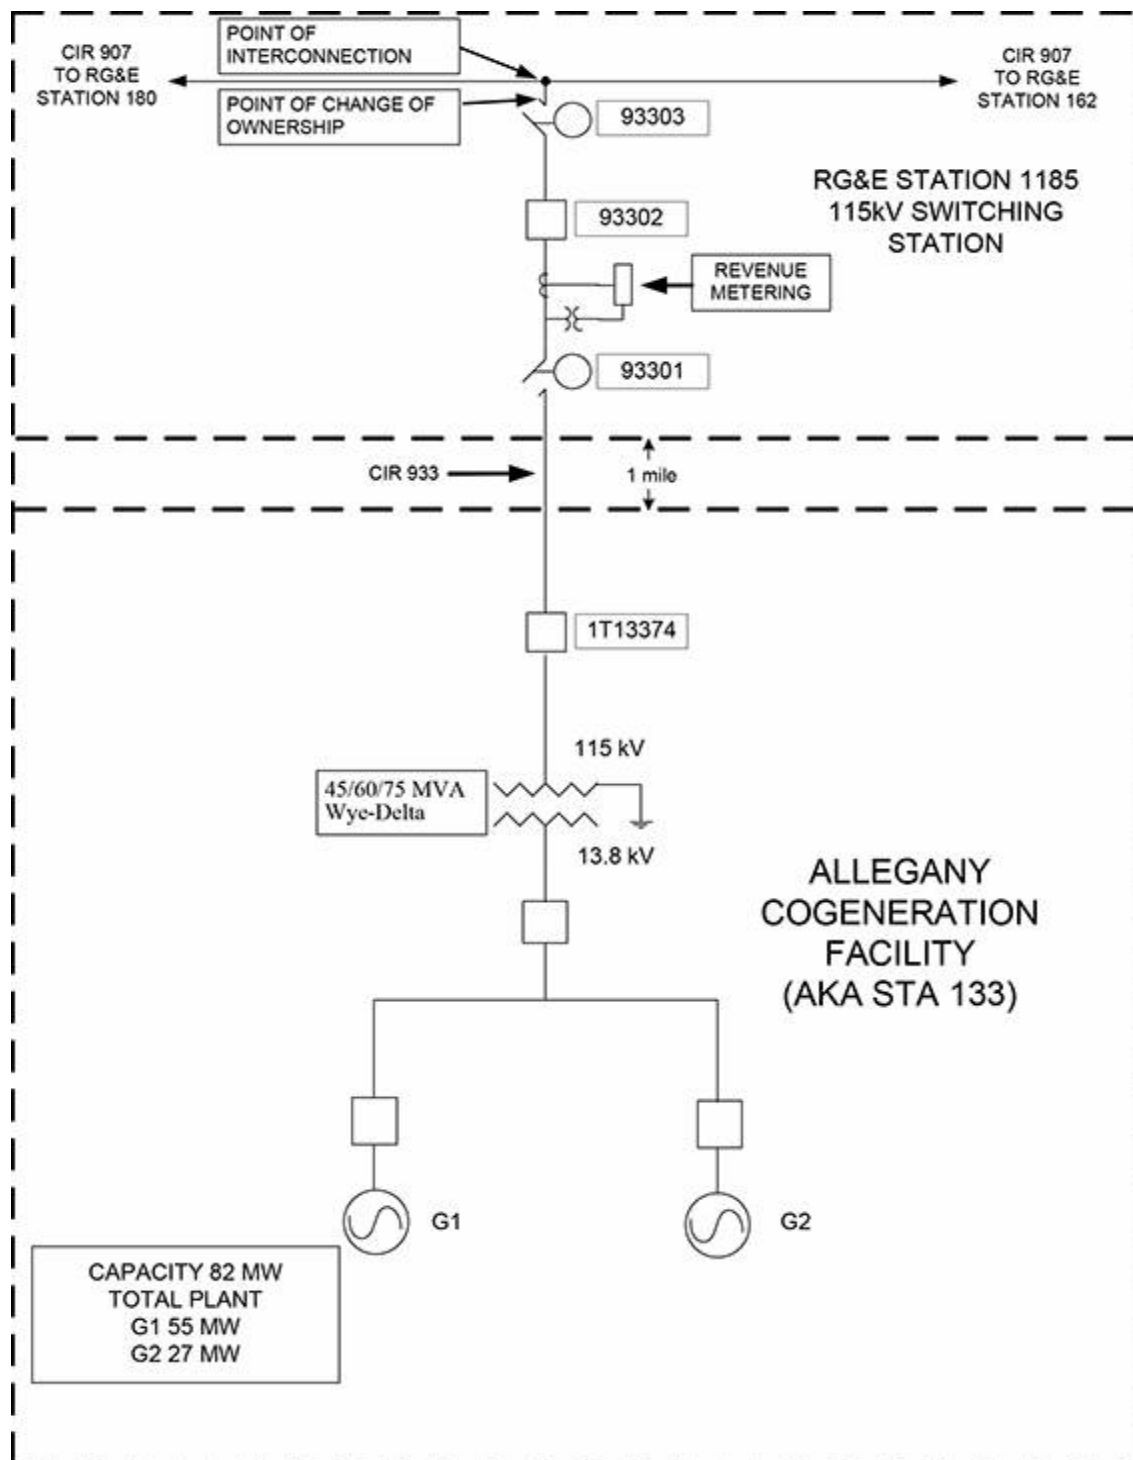 POINT OF
INTERCONNECTION
CIR 907
TO RG&E
STATION 180
CIR 907
TO RG&E
STATION 162
POINT OF CHANGE OF
OWNERSHIP
93303
RG&E STATION 1185
115kV SWITCHING
STATION
93302
REVENUE
METERING
93301
CIR 933
1 mile
1T13374
115 kV
45/60/75 MVA
Wye-Delta
13.8 kV
ALLEGANY
COGENERATION
FACILITY
(AKA STA 133)
G1
G2
CAPACITY 82 MW
TOTAL PLANT
G1 55 MW
G2 27 MW